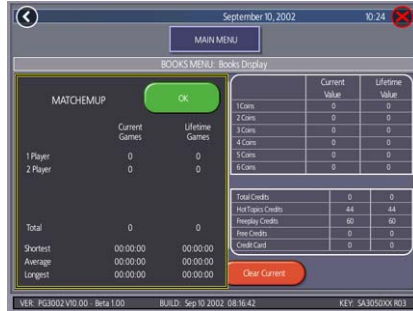 September 10, 2002 10:24
MAIN MENU
BOOKS MENU: Books Display
MATCHEMUP OK
Current Games Lifetime Games
1 Player 0 0
2 Player 0 0
Total 0 0
Shortest 00:00:00 00:00:00
Average 00:00:00 00:00:00
Longest 00:00:00 00:00:00
Current Value Lifetime Value
1 Coins 0 0
2 Coins 0 0
3 Coins 0 0
4 Coins 0 0
5 Coins 0 0
6 Coins 0 0
Total Credits 0 0
HotTopics Credits 44 44
Freeplay Credits 60 60
Free Credits 0 0
Credit Card 0 0
Clear Current
VER: PG3002 V10.00 - Beta 1.00 BUILD: Sep 10 2002 08:16:42 KEY: SA3050XX R03